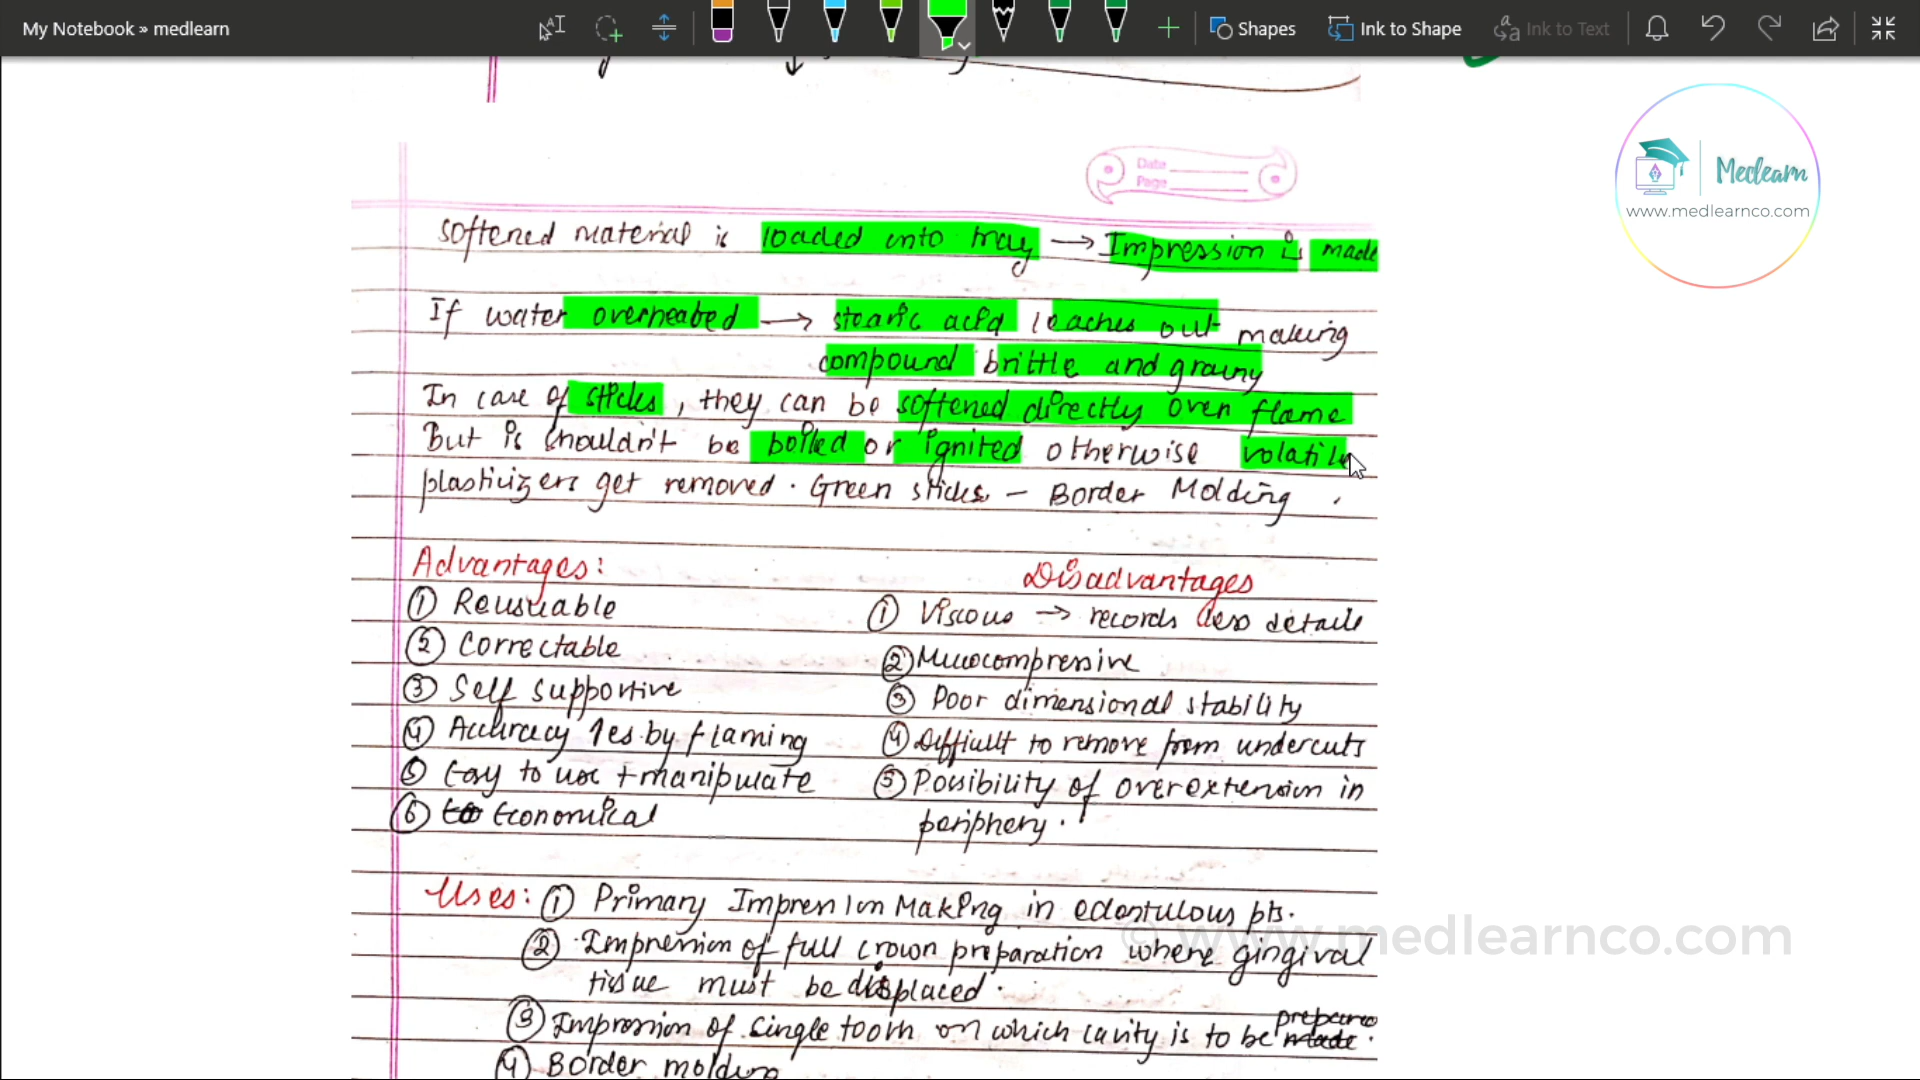 My Notebook » medlearn
Shapes
Ink to Shape
Ink to Text
Date
Page
Medlearn
www.medlearnco.com
softened material is loaded into tray → Impression is made
If water overheated → stearic acid leaches out making
compound brittle and grainy
In case of sticks, they can be softened directly over flame
But is shouldn't be boiled or ignited otherwise volatile
plasticizers get removed. Green sticks - Border Molding.
Advantages:
Disadvantages
① Reusuable
① Viscous → records less details
② Correctable
② Mucocompressive
③ Self supportive
③ Poor dimensional stability
④ Accuracy ↑es by flaming
④ Difficult to remove from undercuts
⑤ Easy to use + manipulate
⑤ Possibility of overextension in
periphery.
⑥ Economical
Uses: ① Primary Impression Making in edentulous pts.
② Impression of full crown preparation where gingival
tissue must be displaced.
© www.medlearnco.com
③ Impression of single tooth on which cavity is to be prepared.
④ Border molding